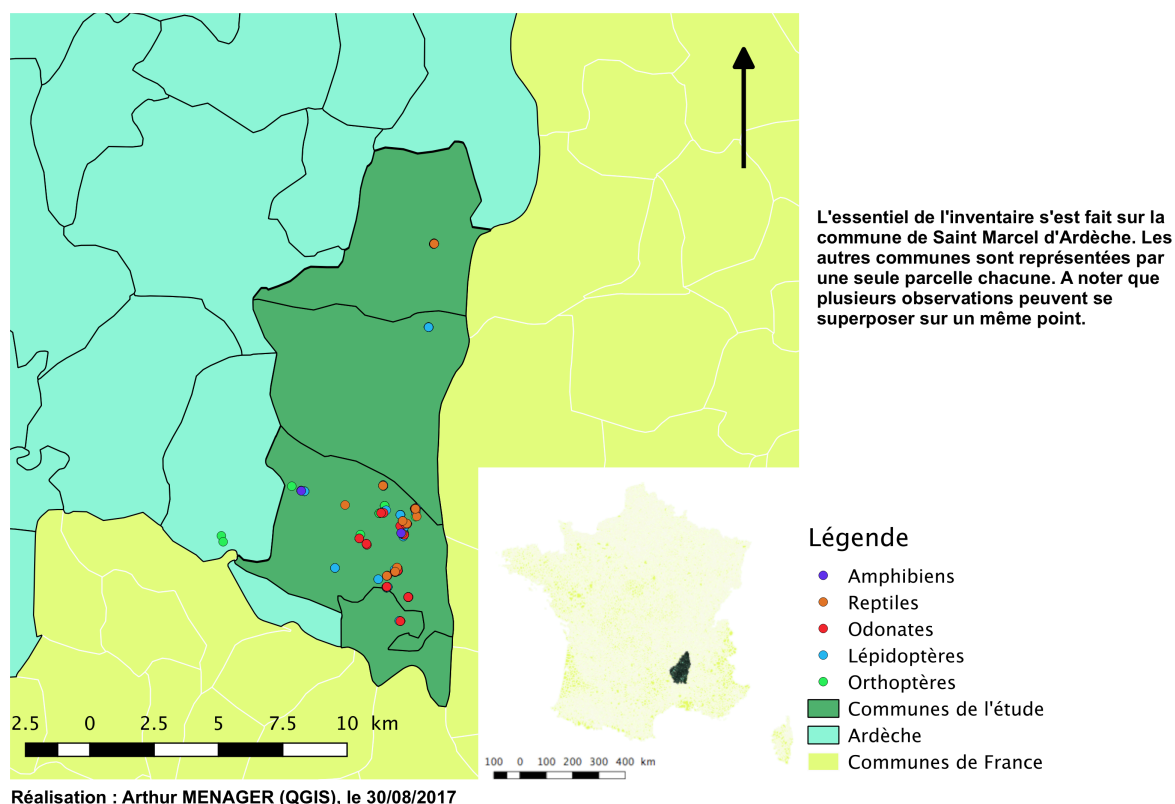 L'essentiel de l'inventaire s'est fait sur la
commune de Saint Marcel d'Ardèche. Les
autres communes sont représentées par
une seule parcelle chacune. A noter que
plusieurs observations peuvent se
superposer sur un même point.
Légende
Amphibiens
Reptiles
Odonates
Lépidoptères
Orthoptères
Communes de l'étude
Ardèche
Communes de France
2.5 0 2.5 5 7.5 10 km
100 0 100 200 300 400 km
Réalisation : Arthur MENAGER (QGIS), le 30/08/2017